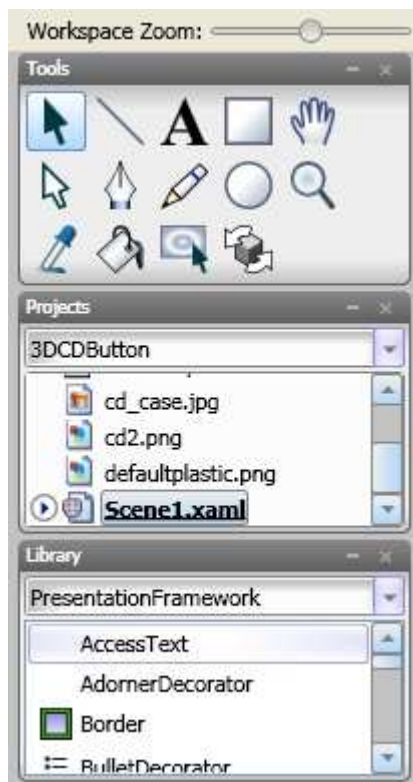 Workspace Zoom:
Tools
A
Projects
3DCDButton
cd_case.jpg
cd2.png
defaultplastic.png
Scene1.xaml
Library
PresentationFramework
AccessText
AdornerDecorator
Border
BulletDecorator